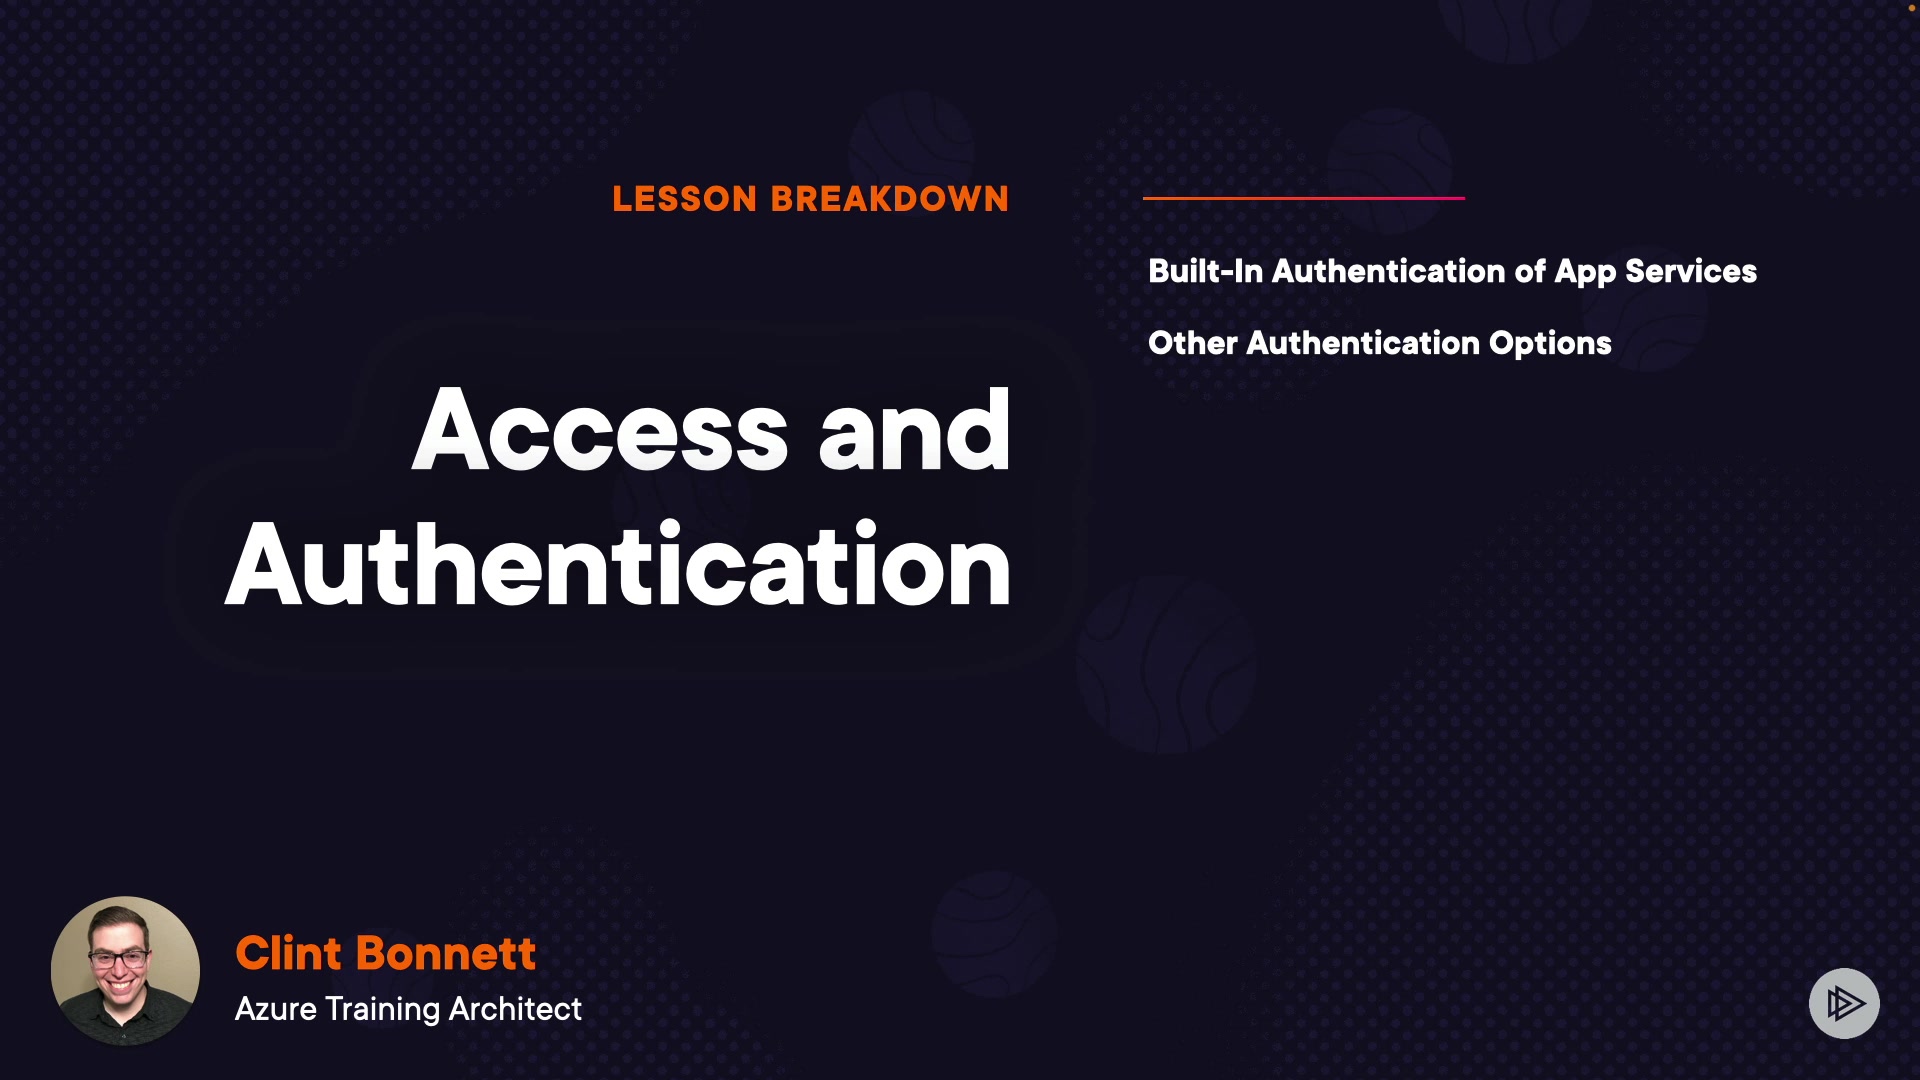 LESSON BREAKDOWN
Access and
Authentication
Built-In Authentication of App Services
Other Authentication Options
Clint Bonnett
Azure Training Architect